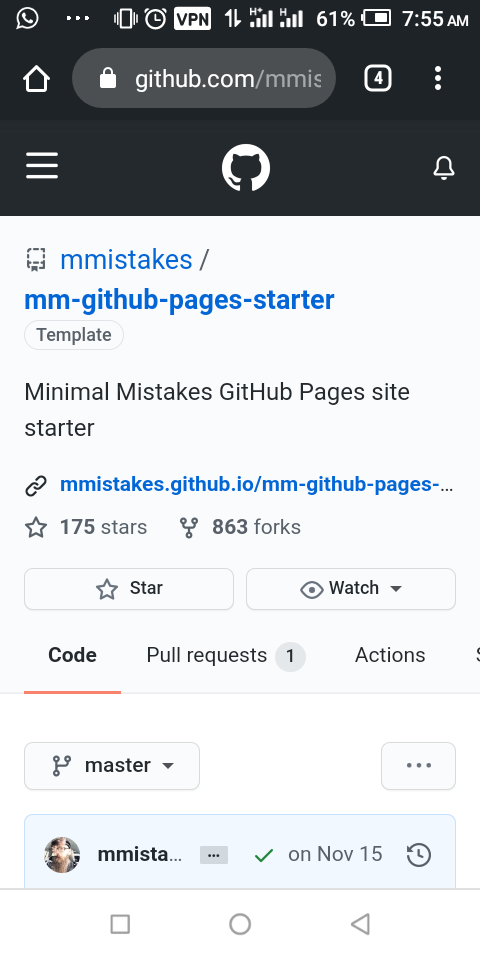 VPN H+ H 61% 7:55 AM
github.com/mmis
4
mmistakes /
mm-github-pages-starter
Template
Minimal Mistakes GitHub Pages site
starter
mmistakes.github.io/mm-github-pages-...
175 stars 863 forks
Star Watch
Code Pull requests 1 Actions
master
mmista... on Nov 15